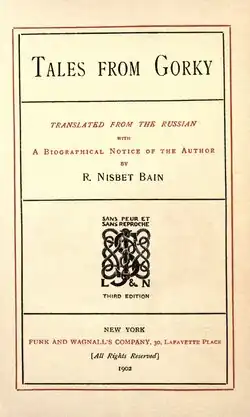 TALES FROM GORKY
TRANSLATED FROM THE RUSSIAN
WITH
A BIOGRAPHICAL NOTICE OF THE AUTHOR
BY
R. NISBET BAIN
SANS PEUR ET
SANS REPROCHE
L & N
THIRD EDITION
NEW YORK
FUNK AND WAGNALL'S COMPANY, 30, LAFAYETTE PLACE
[All Rights Reserved]
1902